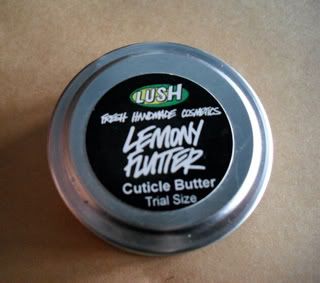 LUSH
FRESH HANDMADE COSMETICS
LEMONY
FLUTTER
Cuticle Butter
Trial Size